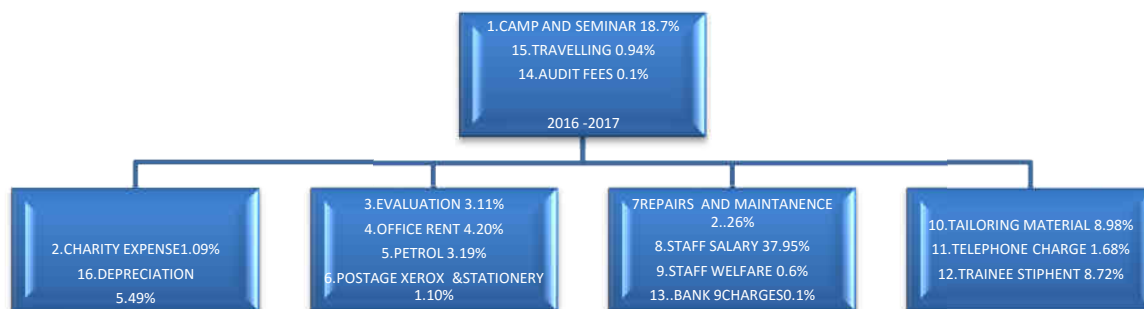 1.CAMP AND SEMINAR 18.7%
15.TRAVELLING 0.94%
14.AUDIT FEES 0.1%
2016 -2017
2.CHARITY EXPENSE1.09%
16.DEPRECIATION
5.49%
3.EVALUATION 3.11%
4.OFFICE RENT 4.20%
5.PETROL 3.19%
6.POSTAGE XEROX &STATIONERY
1.10%
7REPAIRS AND MAINTANENCE
2..26%
8.STAFF SALARY 37.95%
9.STAFF WELFARE 0.6%
13..BANK 9CHARGES0.1%
10.TAILORING MATERIAL 8.98%
11.TELEPHONE CHARGE 1.68%
12.TRAINEE STIPHENT 8.72%